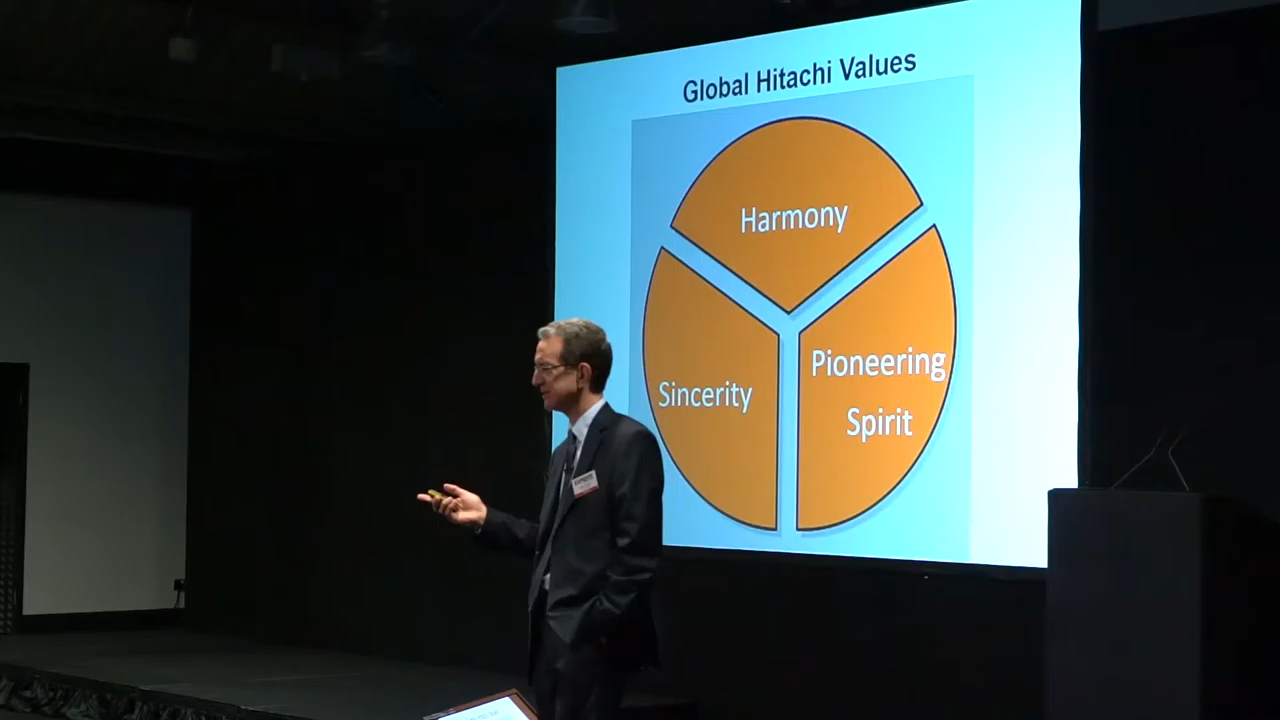 Global Hitachi Values
Harmony
Sincerity
Pioneering
Spirit